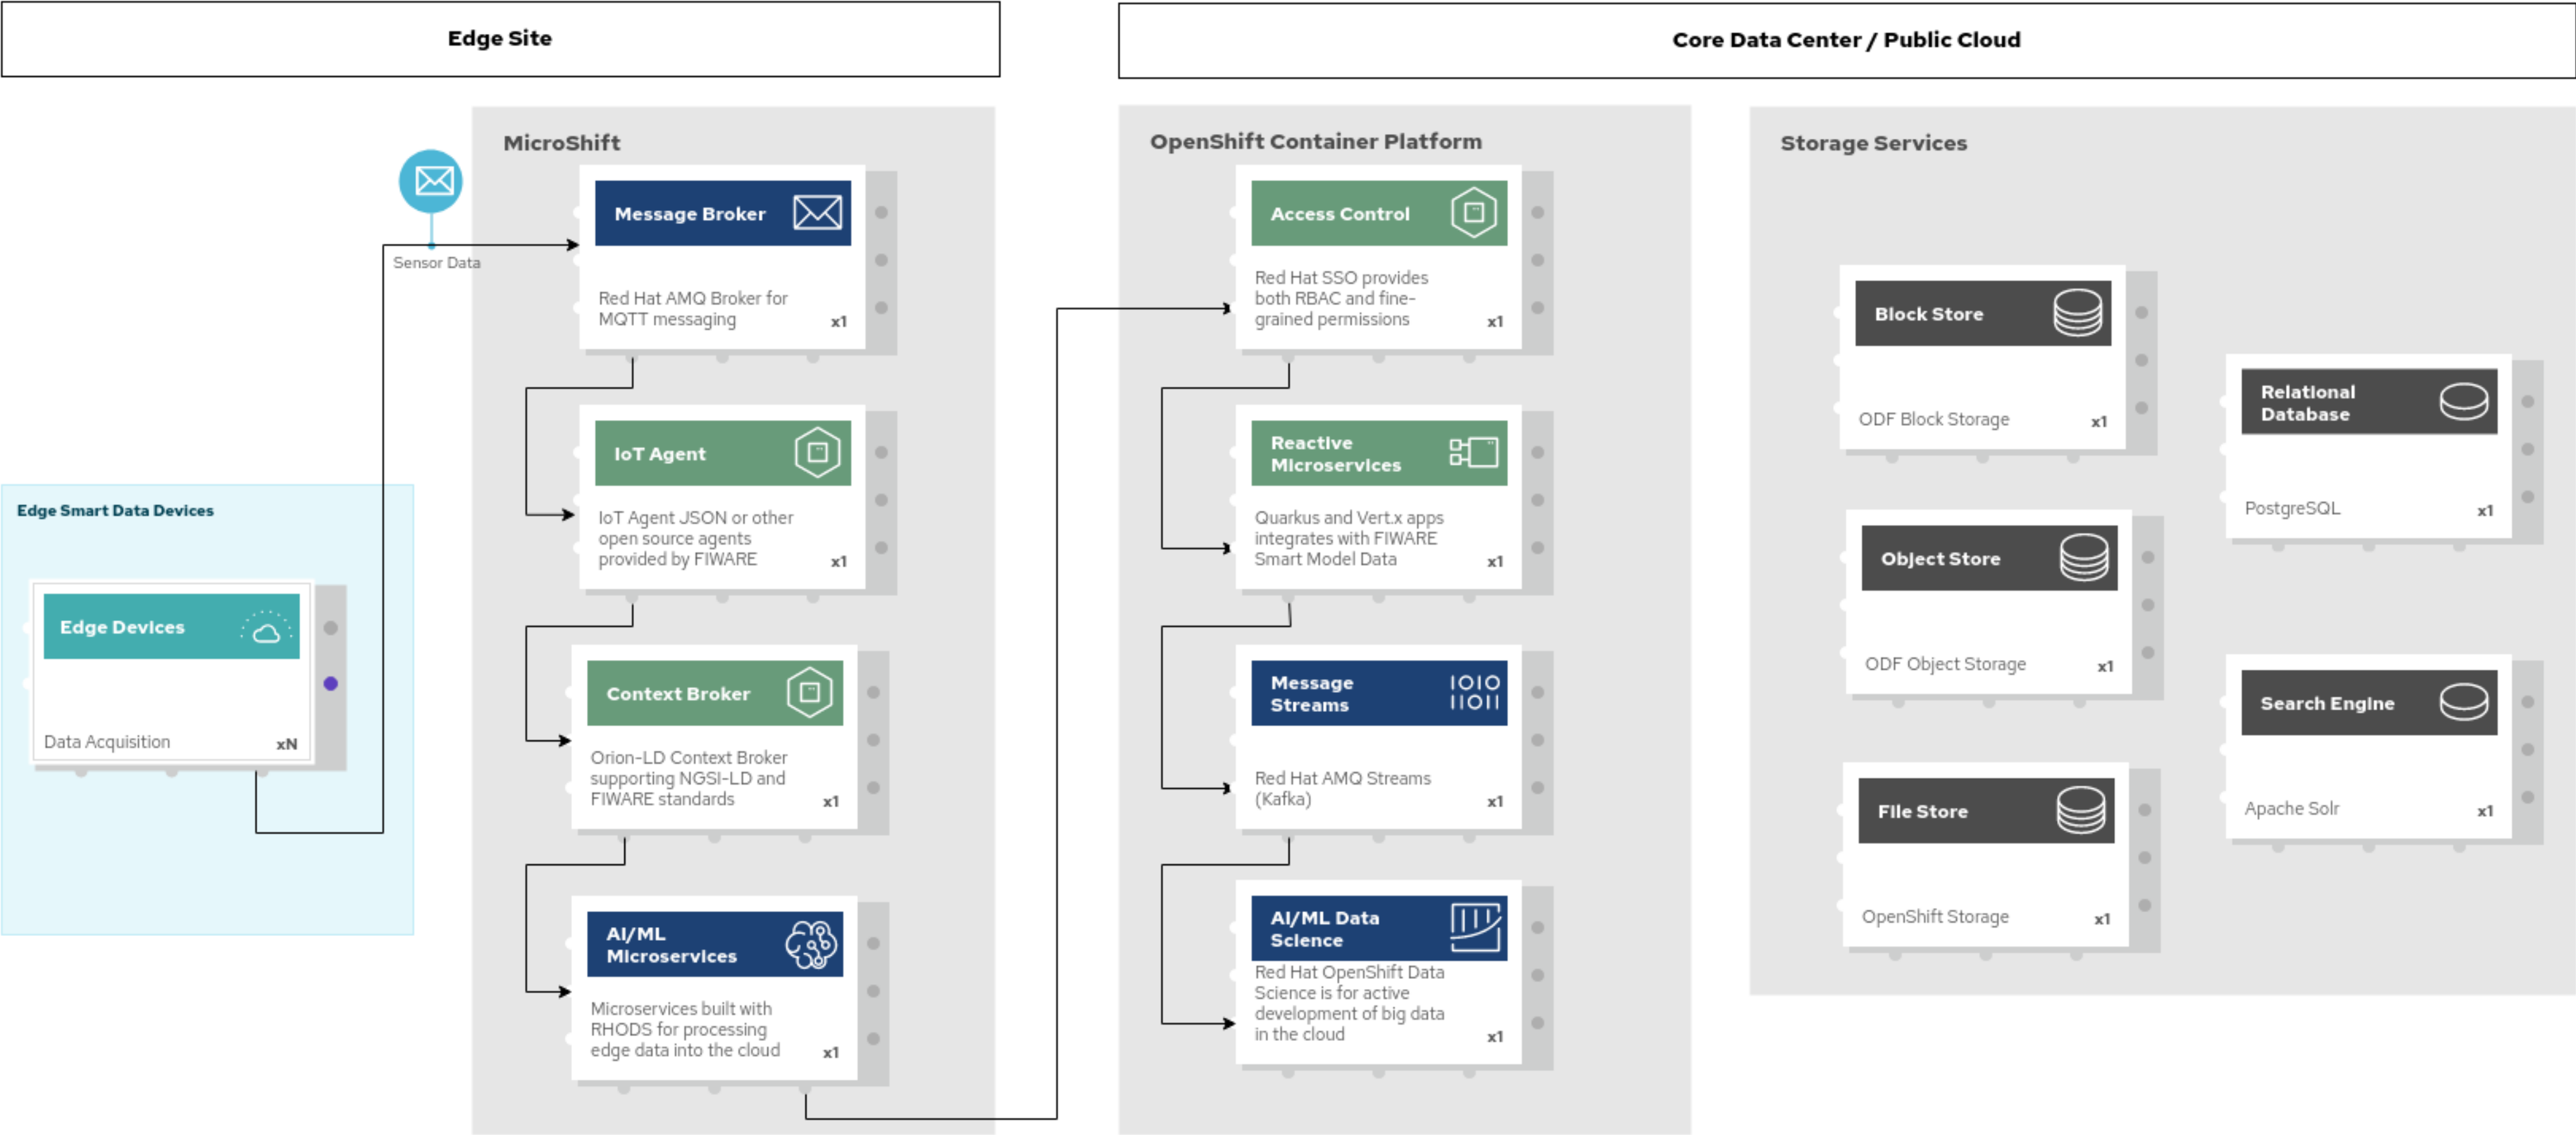 Edge Site
Core Data Center / Public Cloud
Sensor Data
Edge Smart Data Devices
Edge Devices
Data Acquisition
xN
MicroShift
Message Broker
Red Hat AMQ Broker for
MQTT messaging
x1
IoT Agent
IoT Agent JSON or other
open source agents
provided by FIWARE
x1
Context Broker
Orion-LD Context Broker
supporting NGSI-LD and
FIWARE standards
x1
AI/ML
Microservices
Microservices built with
RHODS for processing
edge data into the cloud
x1
OpenShift Container Platform
Access Control
Red Hat SSO provides
both RBAC and fine-
grained permissions
x1
Reactive
Microservices
Quarkus and Vert.x apps
integrates with FIWARE
Smart Model Data
x1
Message
Streams
1010
11011
Red Hat AMQ Streams
(Kafka)
x1
AI/ML Data
Science
Red Hat OpenShift Data
Science is for active
development of big data
in the cloud
x1
Storage Services
Block Store
ODF Block Storage
x1
Object Store
ODF Object Storage
x1
File Store
OpenShift Storage
x1
Relational
Database
PostgreSQL
x1
Search Engine
Apache Solr
x1